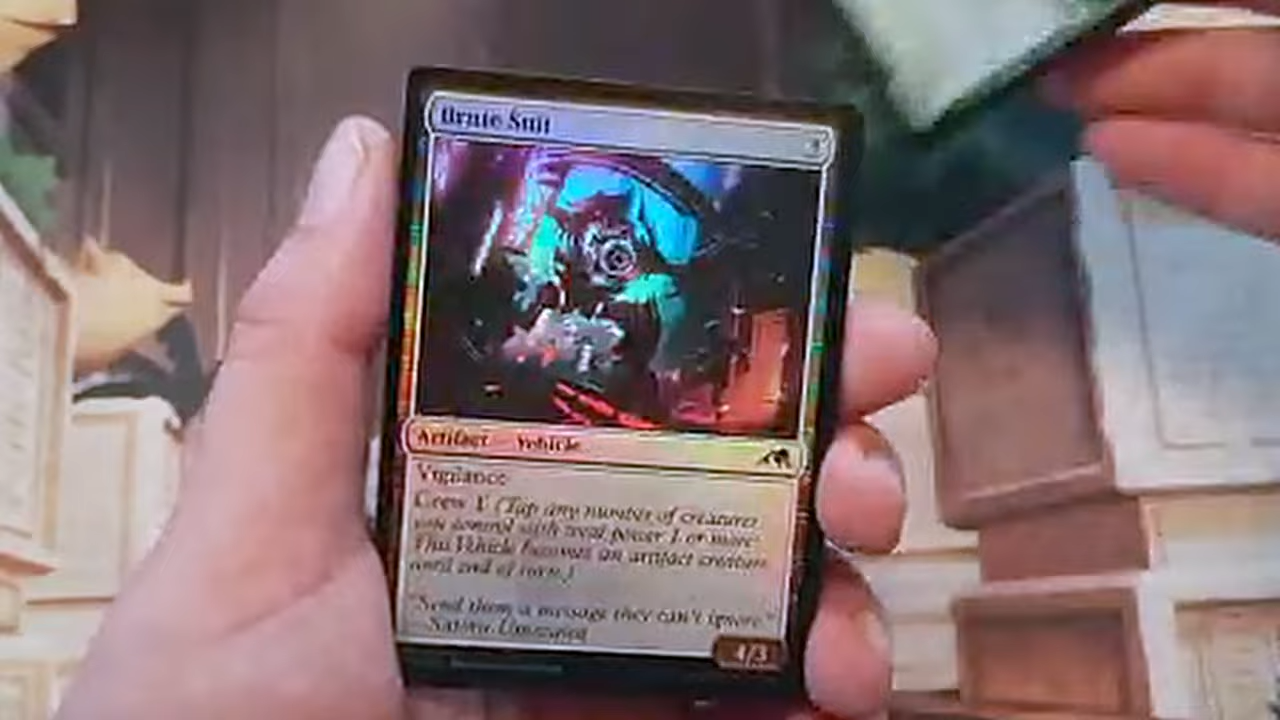 Brute Suit
Artifact — Vehicle
Vigilance
Crew 1 (Tap any number of creatures
you control with total power 1 or more:
This Vehicle becomes an artifact creature
until end of turn.)
"Send them a message they can't ignore."
—Satoru Umezawa
4/3